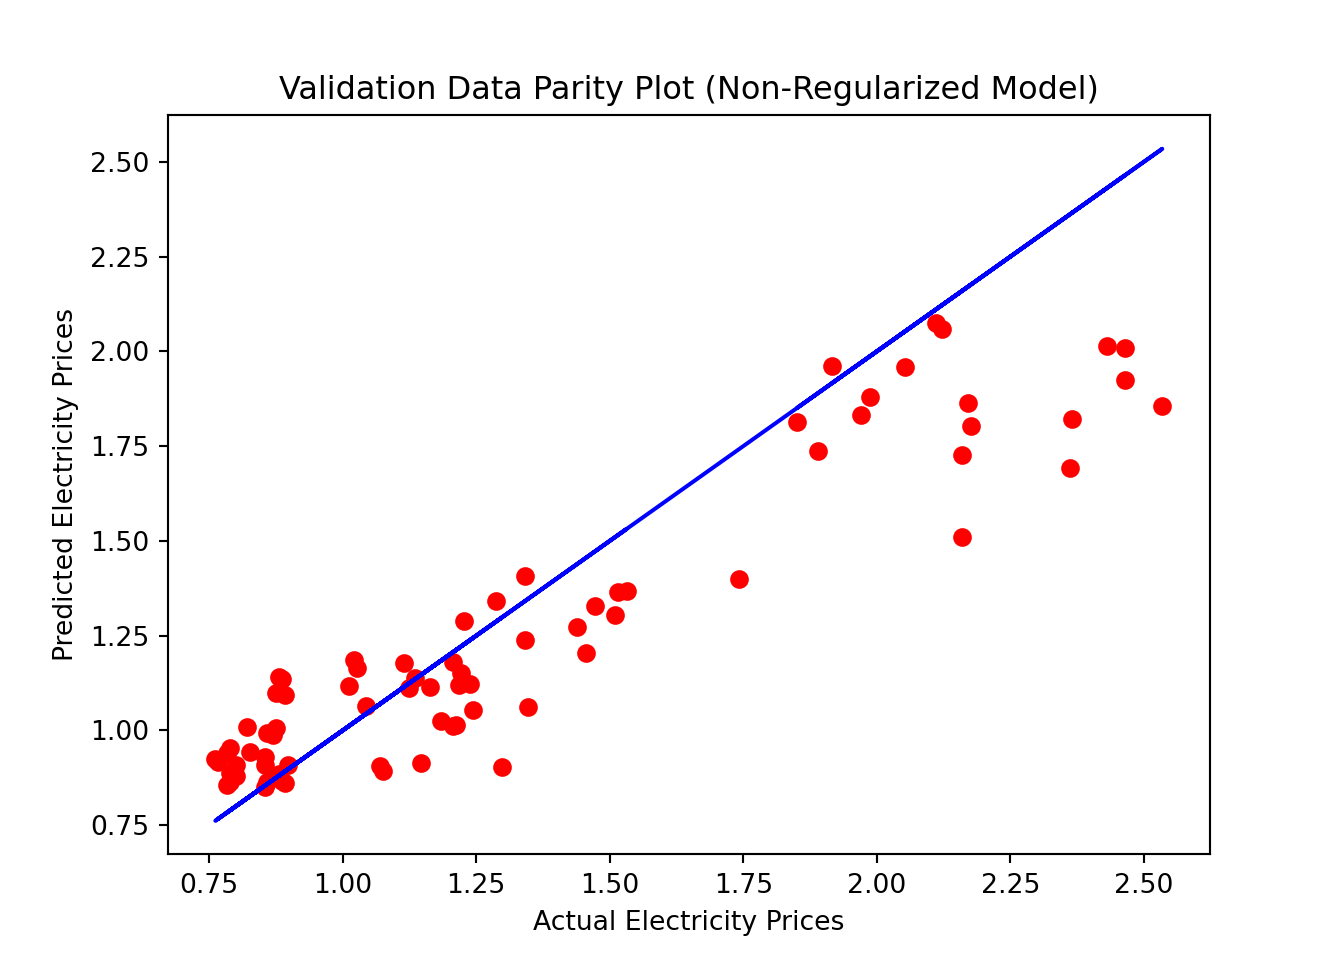 Validation Data Parity Plot (Non-Regularized Model)
2.50
2.25
2.00
1.75
1.50
1.25
1.00
0.75
Predicted Electricity Prices
0.75 1.00 1.25 1.50 1.75 2.00 2.25 2.50
Actual Electricity Prices